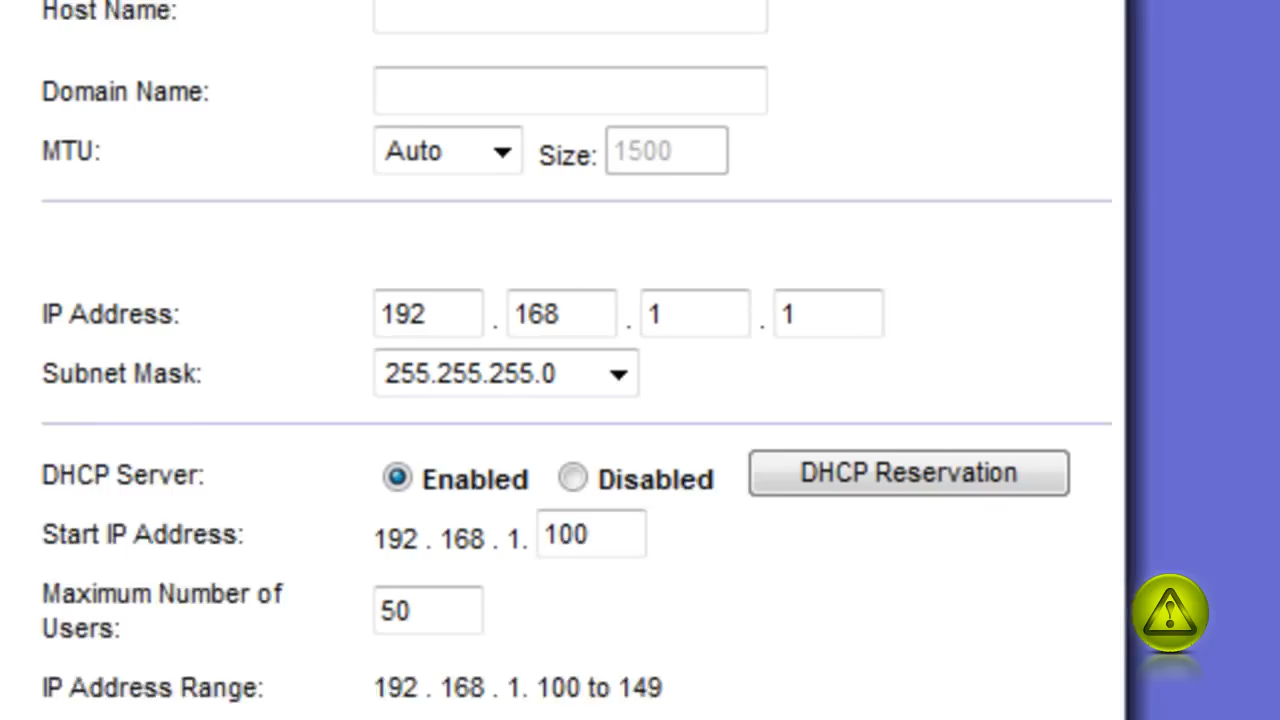 Host Name:
Domain Name:
MTU: Auto Size: 1500
IP Address: 192 . 168 . 1 . 1
Subnet Mask: 255.255.255.0
DHCP Server: Enabled Disabled DHCP Reservation
Start IP Address: 192 . 168 . 1. 100
Maximum Number of
Users: 50
IP Address Range: 192 . 168 . 1. 100 to 149